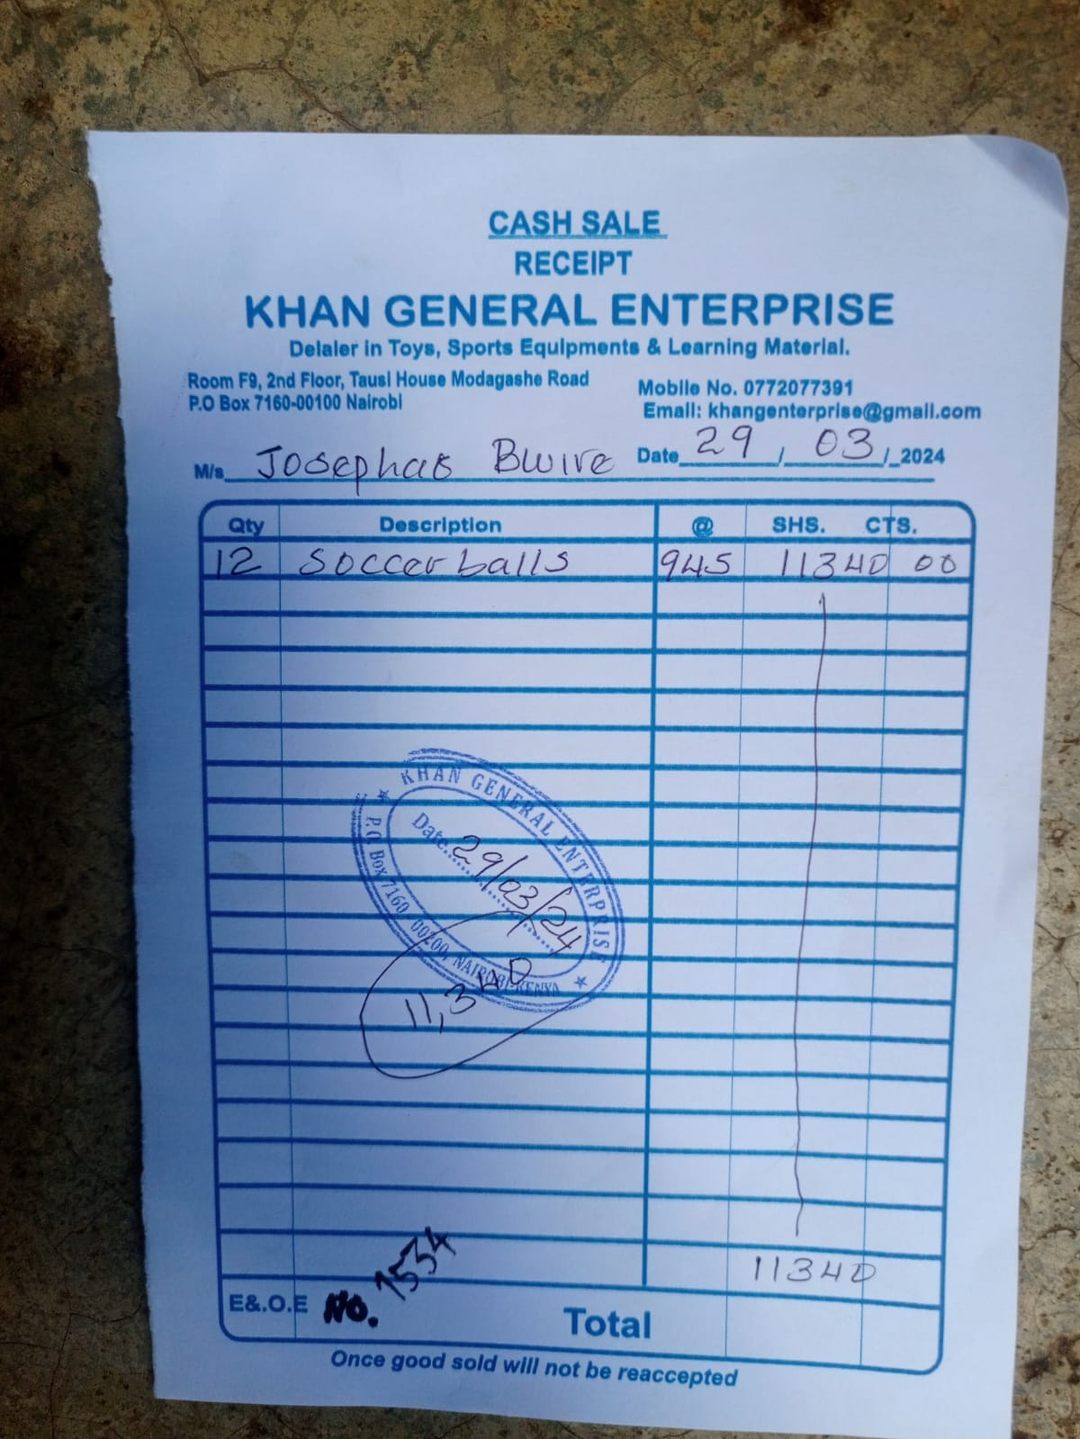 CASH SALE
RECEIPT
KHAN GENERAL ENTERPRISE
Delaler in Toys, Sports Equipments & Learning Material.
Room F9, 2nd Floor, Tausi House Modagashe Road
P.O Box 7160-00100 Nairobi
Mobile No. 0772077391
Email: khangenterprise@gmail.com
M/s Josephas Bwire Date 29 / 03 / 2024
Qty Description @ SHS. CTS.
12 Soccer balls 945 11340 00
KHAN GENERAL ENTERPRISE
Date 29/03/24
P.O. Box 7160 - 00200, NAIROBI-KENYA
11,340
11340
E&.O.E No. 1534 Total
Once good sold will not be reaccepted